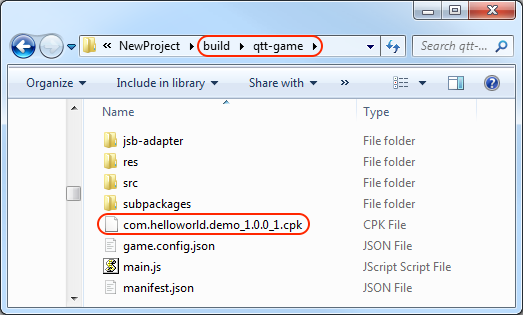 « NewProject build qtt-game Search qtt-...
Organize Include in library Share with »
Name Type
jsb-adapter File folder
res File folder
src File folder
subpackages File folder
com.helloworld.demo_1.0.0_1.cpk CPK File
game.config.json JSON File
main.js JScript Script File
manifest.json JSON File